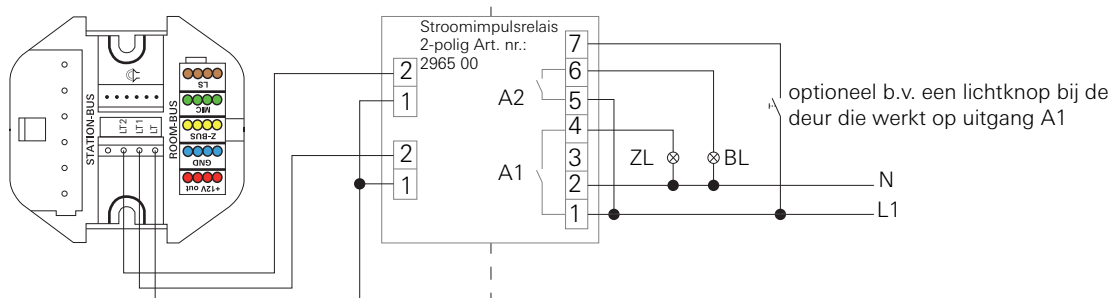 Stroomimpulsrelais
2-polig Art. nr.:
2965 00
7
6
5
4
3
2
1
2
1
2
1
A2
A1
ZL
BL
N
L1
optioneel b.v. een lichtknop bij de
deur die werkt op uitgang A1
STATION-BUS
ROOM-BUS
LT2
LT1
LT
LS
MIC
Z-BUS
GND
+12V out